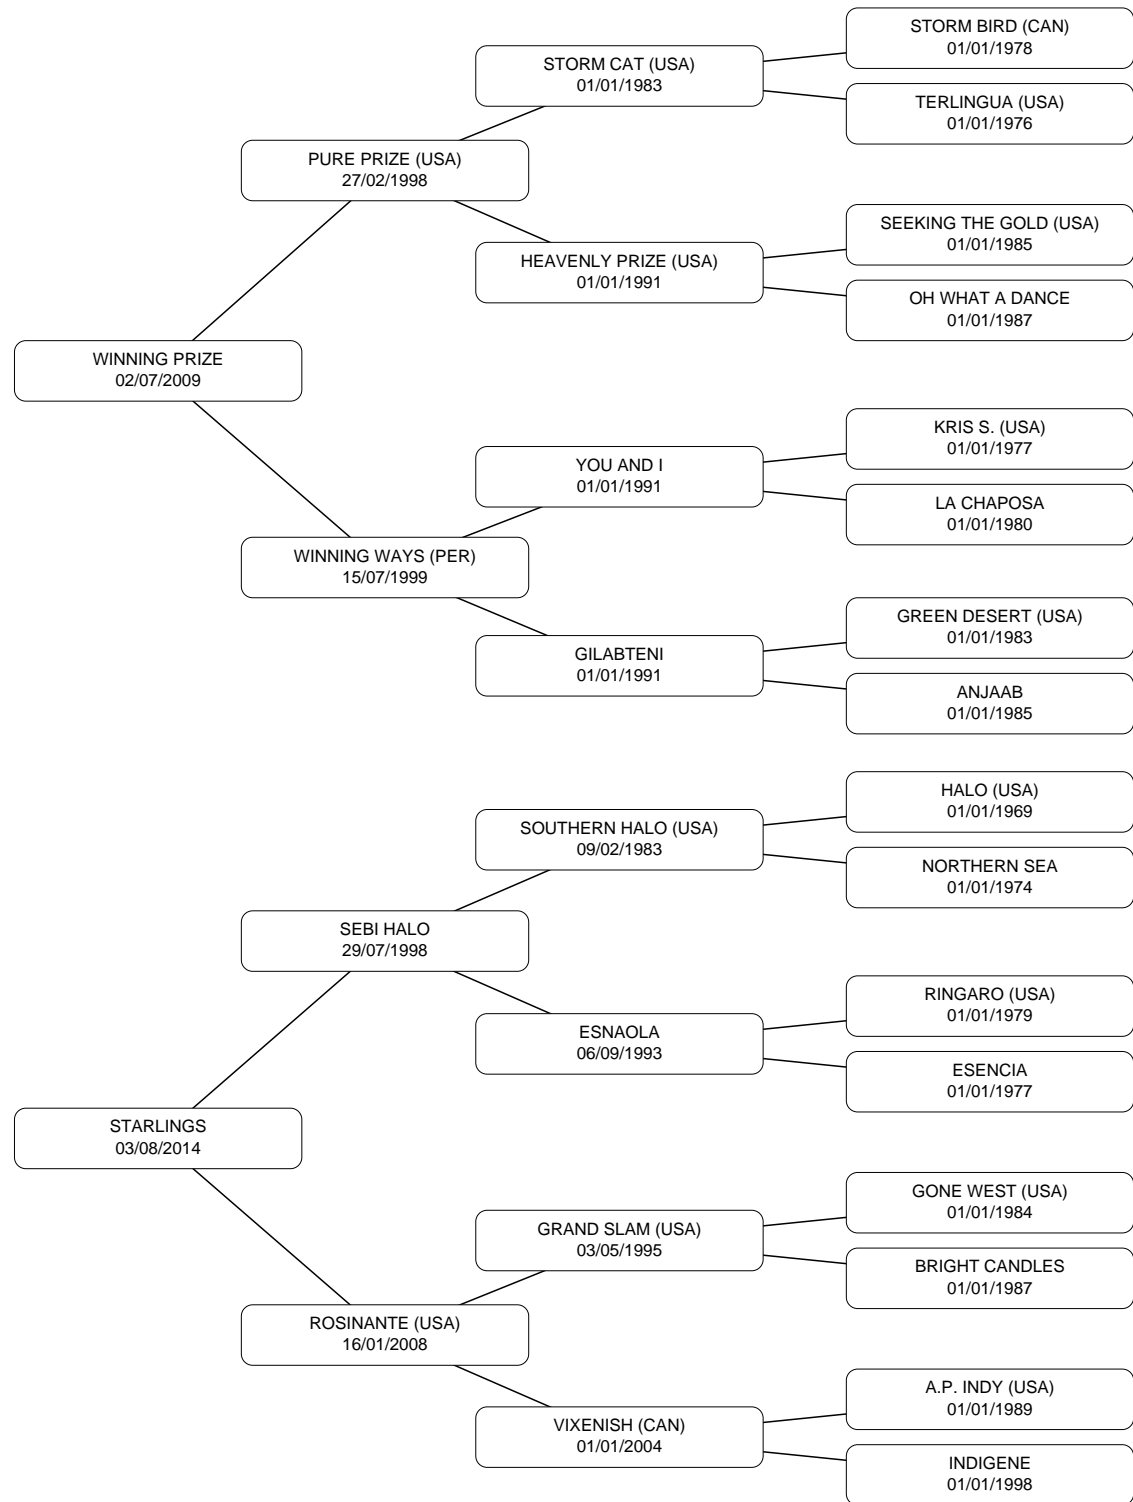 STORM BIRD (CAN)
01/01/1978
STORM CAT (USA)
01/01/1983
TERLINGUA (USA)
01/01/1976
PURE PRIZE (USA)
27/02/1998
SEEKING THE GOLD (USA)
01/01/1985
HEAVENLY PRIZE (USA)
01/01/1991
OH WHAT A DANCE
01/01/1987
WINNING PRIZE
02/07/2009
KRIS S. (USA)
01/01/1977
YOU AND I
01/01/1991
LA CHAPOSA
01/01/1980
WINNING WAYS (PER)
15/07/1999
GREEN DESERT (USA)
01/01/1983
GILABTENI
01/01/1991
ANJAAB
01/01/1985
HALO (USA)
01/01/1969
SOUTHERN HALO (USA)
09/02/1983
NORTHERN SEA
01/01/1974
SEBI HALO
29/07/1998
RINGARO (USA)
01/01/1979
ESNAOLA
06/09/1993
ESENCIA
01/01/1977
STARLINGS
03/08/2014
GONE WEST (USA)
01/01/1984
GRAND SLAM (USA)
03/05/1995
BRIGHT CANDLES
01/01/1987
ROSINANTE (USA)
16/01/2008
A.P. INDY (USA)
01/01/1989
VIXENISH (CAN)
01/01/2004
INDIGENE
01/01/1998